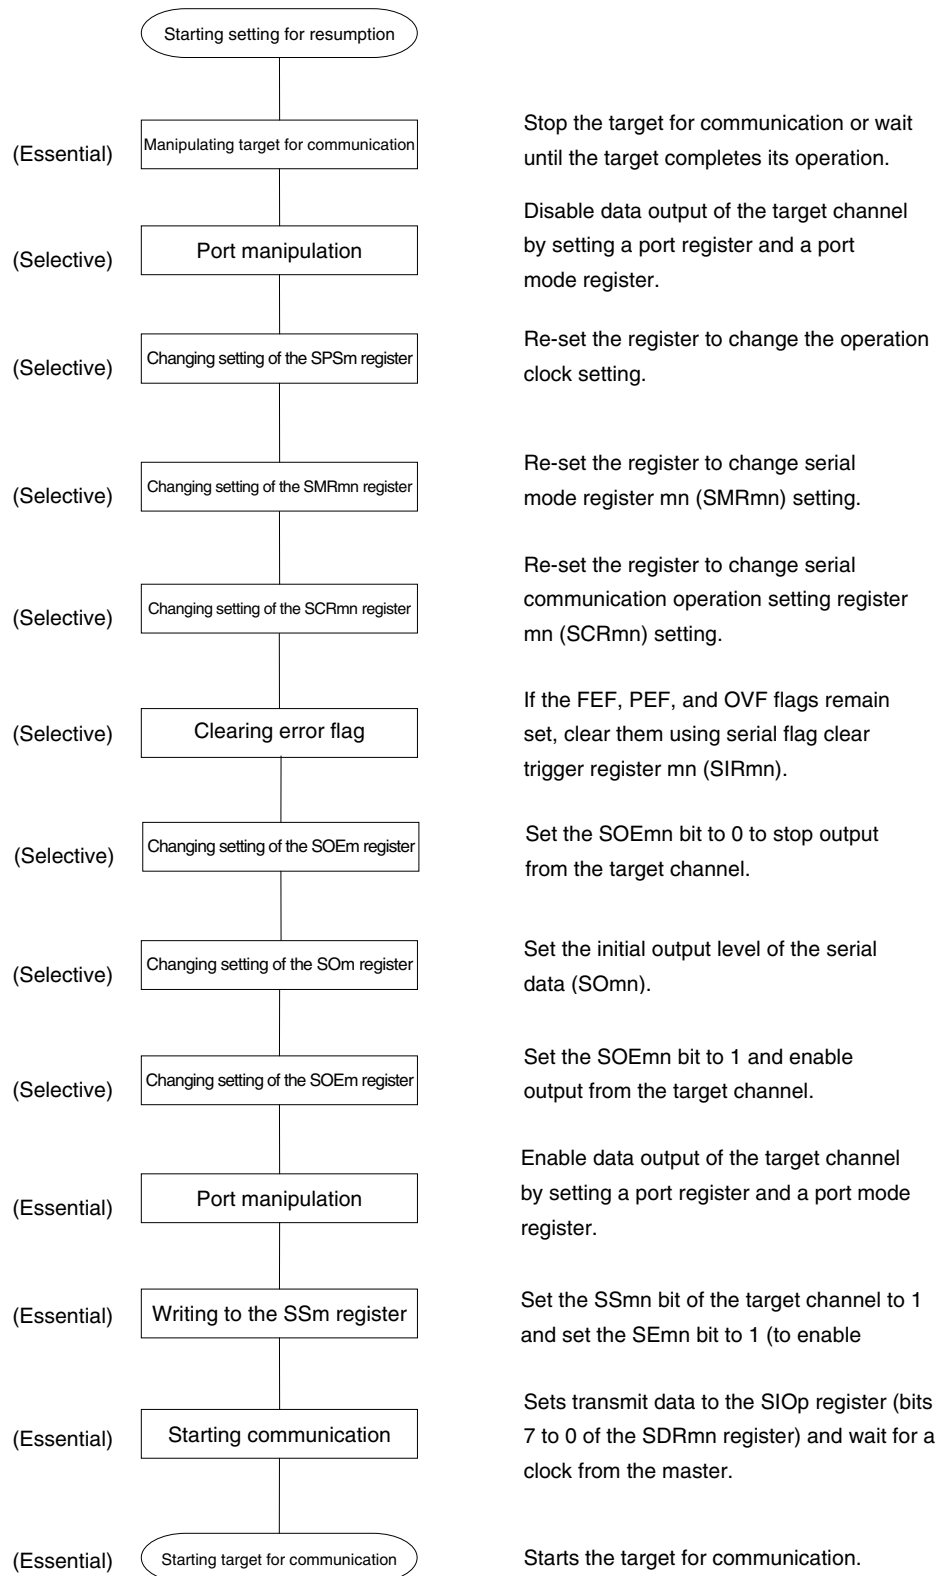 Starting setting for resumption
(Essential)
Manipulating target for communication
Stop the target for communication or wait
until the target completes its operation.
(Selective)
Port manipulation
Disable data output of the target channel
by setting a port register and a port
mode register.
(Selective)
Changing setting of the SPSm register
Re-set the register to change the operation
clock setting.
(Selective)
Changing setting of the SMRmn register
Re-set the register to change serial
mode register mn (SMRmn) setting.
(Selective)
Changing setting of the SCRmn register
Re-set the register to change serial
communication operation setting register
mn (SCRmn) setting.
(Selective)
Clearing error flag
If the FEF, PEF, and OVF flags remain
set, clear them using serial flag clear
trigger register mn (SIRmn).
(Selective)
Changing setting of the SOEm register
Set the SOEmn bit to 0 to stop output
from the target channel.
(Selective)
Changing setting of the SOm register
Set the initial output level of the serial
data (SOmn).
(Selective)
Changing setting of the SOEm register
Set the SOEmn bit to 1 and enable
output from the target channel.
(Essential)
Port manipulation
Enable data output of the target channel
by setting a port register and a port mode
register.
(Essential)
Writing to the SSm register
Set the SSmn bit of the target channel to 1
and set the SEmn bit to 1 (to enable
(Essential)
Starting communication
Sets transmit data to the SIOp register (bits
7 to 0 of the SDRmn register) and wait for a
clock from the master.
(Essential)
Starting target for communication
Starts the target for communication.